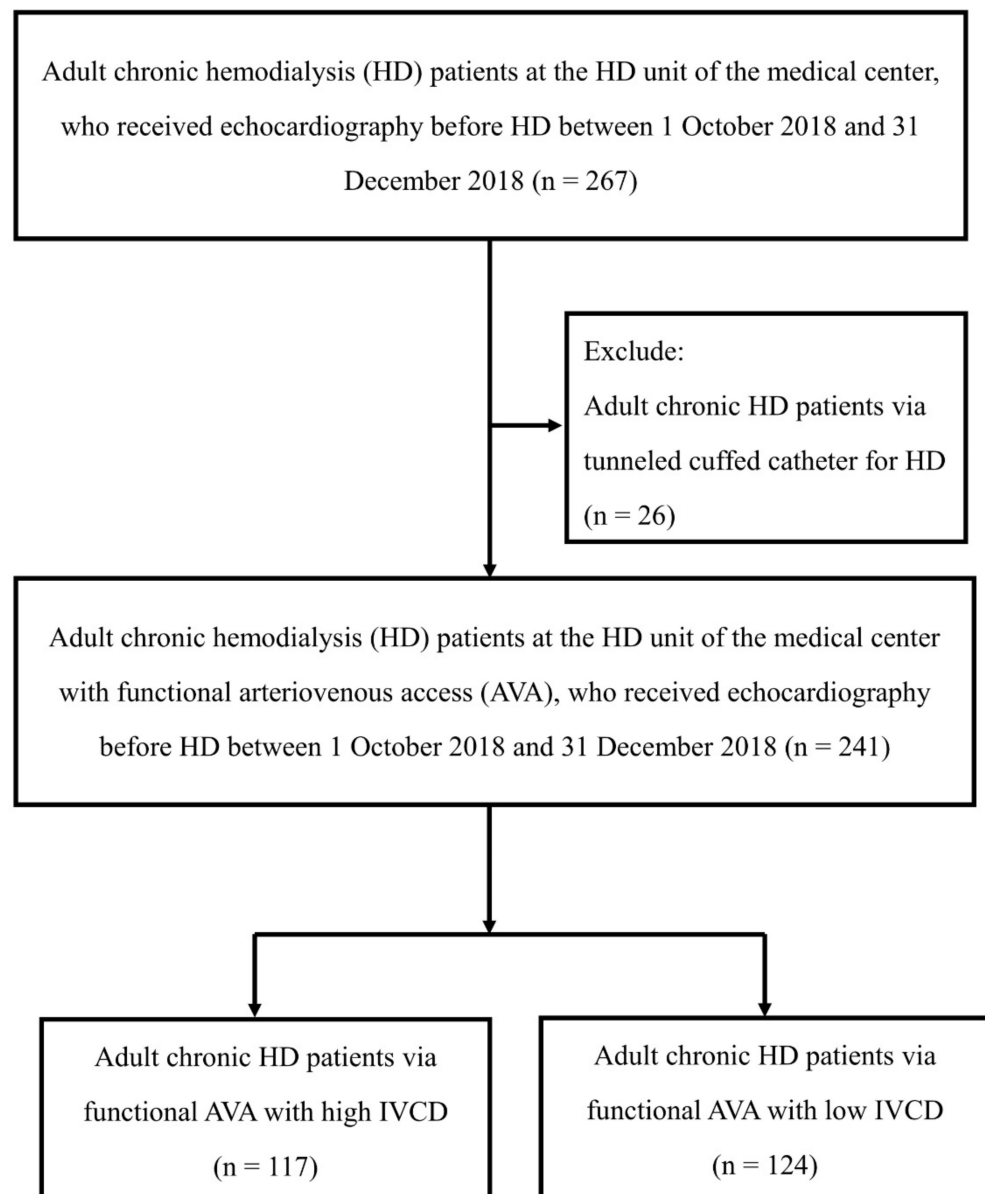 Adult chronic hemodialysis (HD) patients at the HD unit of the medical center,
who received echocardiography before HD between 1 October 2018 and 31
December 2018 (n = 267)
Exclude:
Adult chronic HD patients via
tunneled cuffed catheter for HD
(n = 26)
Adult chronic hemodialysis (HD) patients at the HD unit of the medical center
with functional arteriovenous access (AVA), who received echocardiography
before HD between 1 October 2018 and 31 December 2018 (n = 241)
Adult chronic HD patients via
functional AVA with high IVCD
(n = 117)
Adult chronic HD patients via
functional AVA with low IVCD
(n = 124)